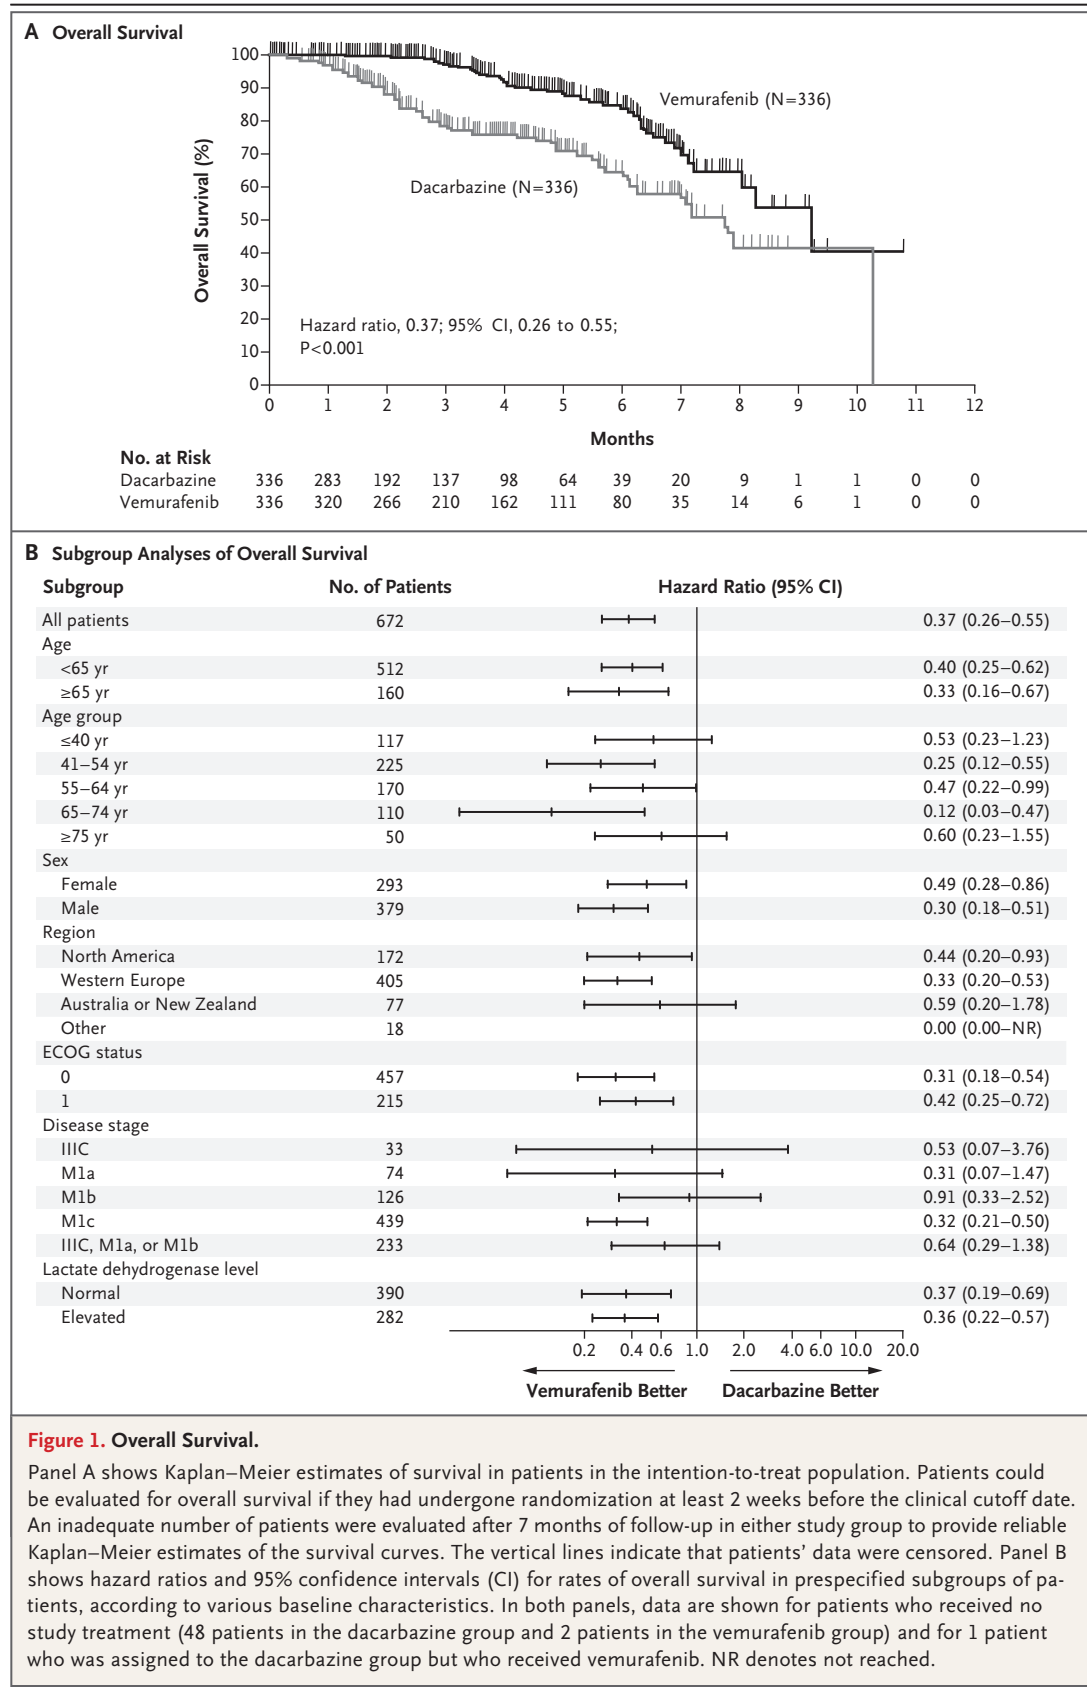 A Overall Survival
100
90
80
70
60
50
40
30
20
10
0
Overall Survival (%)
Vemurafenib (N=336)
Dacarbazine (N=336)
Hazard ratio, 0.37; 95% CI, 0.26 to 0.55;
P<0.001
0 1 2 3 4 5 6 7 8 9 10 11 12
Months
No. at Risk
Dacarbazine 336 283 192 137 98 64 39 20 9 1 1 0 0
Vemurafenib 336 320 266 210 162 111 80 35 14 6 1 0 0
B Subgroup Analyses of Overall Survival
Subgroup No. of Patients Hazard Ratio (95% CI)
All patients 672 0.37 (0.26–0.55)
Age
<65 yr 512 0.40 (0.25–0.62)
≥65 yr 160 0.33 (0.16–0.67)
Age group
≤40 yr 117 0.53 (0.23–1.23)
41–54 yr 225 0.25 (0.12–0.55)
55–64 yr 170 0.47 (0.22–0.99)
65–74 yr 110 0.12 (0.03–0.47)
≥75 yr 50 0.60 (0.23–1.55)
Sex
Female 293 0.49 (0.28–0.86)
Male 379 0.30 (0.18–0.51)
Region
North America 172 0.44 (0.20–0.93)
Western Europe 405 0.33 (0.20–0.53)
Australia or New Zealand 77 0.59 (0.20–1.78)
Other 18 0.00 (0.00–NR)
ECOG status
0 457 0.31 (0.18–0.54)
1 215 0.42 (0.25–0.72)
Disease stage
IIIC 33 0.53 (0.07–3.76)
M1a 74 0.31 (0.07–1.47)
M1b 126 0.91 (0.33–2.52)
M1c 439 0.32 (0.21–0.50)
IIIC, M1a, or M1b 233 0.64 (0.29–1.38)
Lactate dehydrogenase level
Normal 390 0.37 (0.19–0.69)
Elevated 282 0.36 (0.22–0.57)
0.2 0.4 0.6 1.0 2.0 4.0 6.0 10.0 20.0
Vemurafenib Better Dacarbazine Better
Figure 1. Overall Survival.
Panel A shows Kaplan–Meier estimates of survival in patients in the intention-to-treat population. Patients could
be evaluated for overall survival if they had undergone randomization at least 2 weeks before the clinical cutoff date.
An inadequate number of patients were evaluated after 7 months of follow-up in either study group to provide reliable
Kaplan–Meier estimates of the survival curves. The vertical lines indicate that patients’ data were censored. Panel B
shows hazard ratios and 95% confidence intervals (CI) for rates of overall survival in prespecified subgroups of pa-
tients, according to various baseline characteristics. In both panels, data are shown for patients who received no
study treatment (48 patients in the dacarbazine group and 2 patients in the vemurafenib group) and for 1 patient
who was assigned to the dacarbazine group but who received vemurafenib. NR denotes not reached.